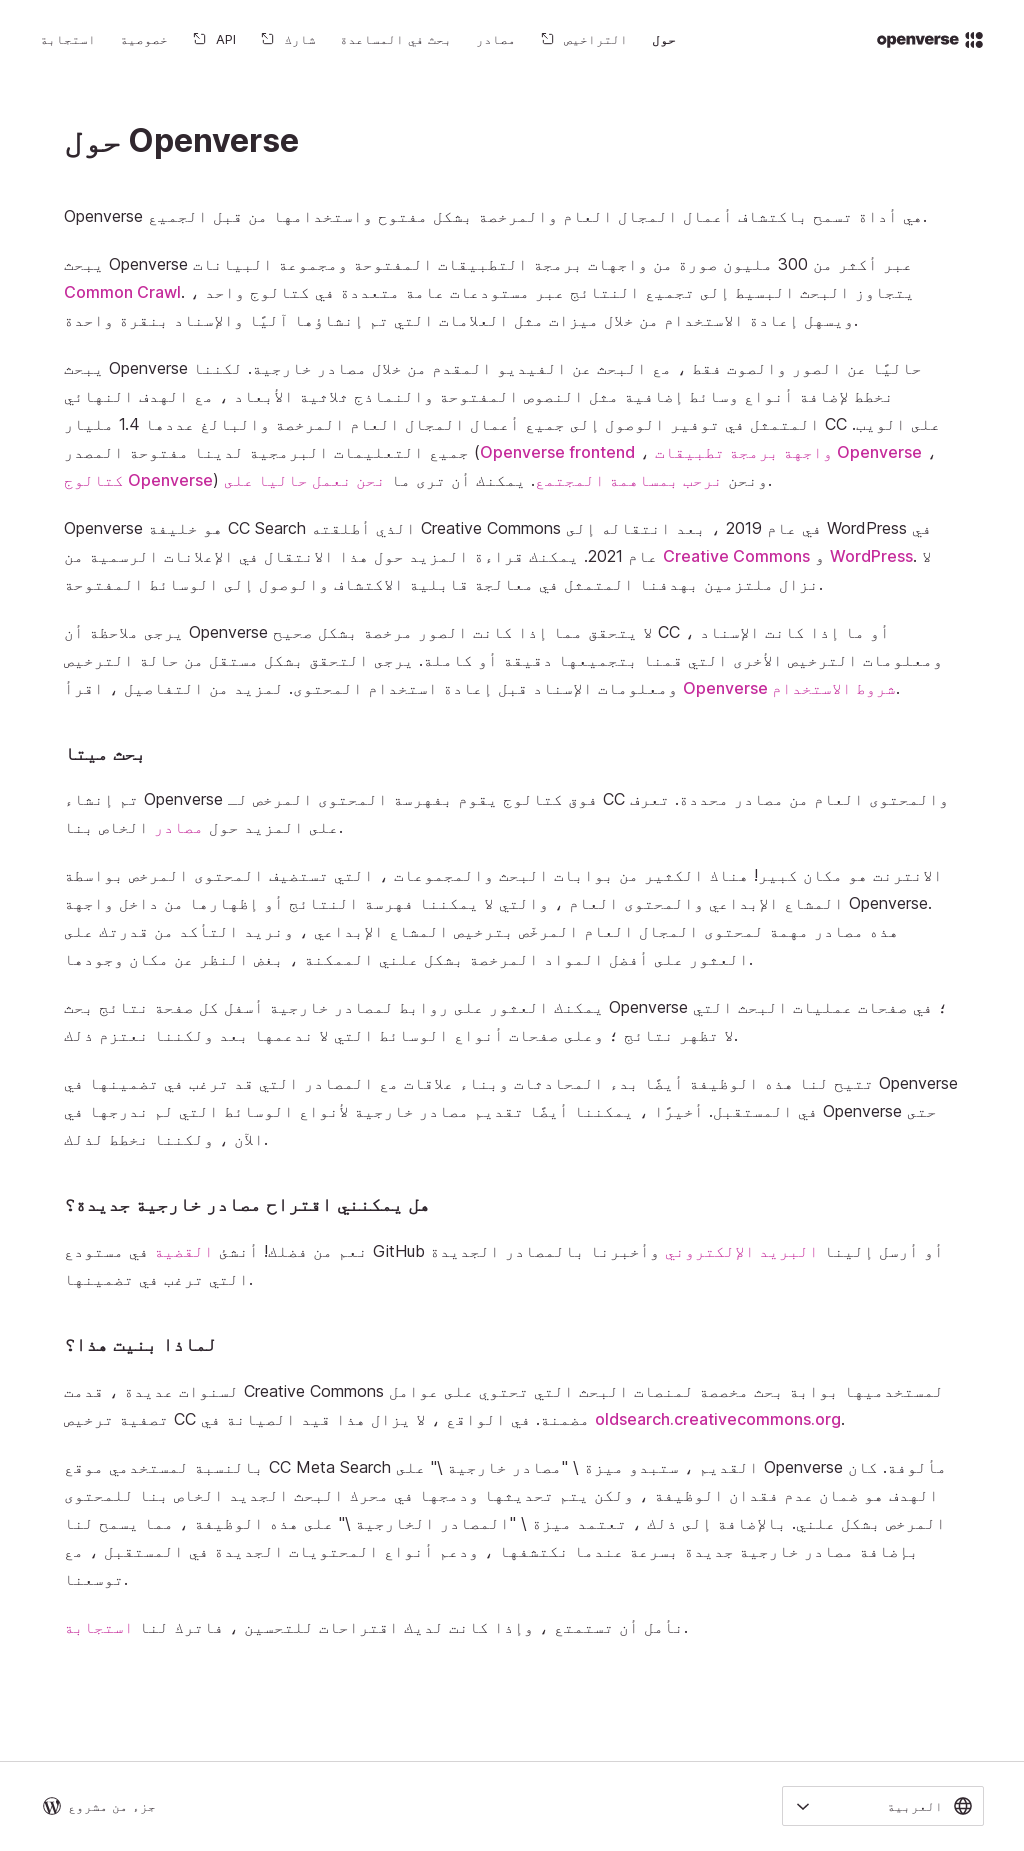 openverse
حول
التراخيص
مصادر
بحث في المساعدة
شارك
API
خصوصية
استجابة
حول Openverse
Openverse هي أداة تسمح باكتشاف أعمال المجال العام والمرخصة بشكل مفتوح واستخدامها من قبل الجميع.
يبحث Openverse عبر أكثر من 300 مليون صورة من واجهات برمجة التطبيقات المفتوحة ومجموعة البيانات
Common Crawl. يتجاوز البحث البسيط إلى تجميع النتائج عبر مستودعات عامة متعددة في كتالوج واحد ،
ويسهل إعادة الاستخدام من خلال ميزات مثل العلامات التي تم إنشاؤها آليًا والإسناد بنقرة واحدة.
يبحث Openverse حاليًا عن الصور والصوت فقط ، مع البحث عن الفيديو المقدم من خلال مصادر خارجية. لكننا
نخطط لإضافة أنواع وسائط إضافية مثل النصوص المفتوحة والنماذج ثلاثية الأبعاد ، مع الهدف النهائي
المتمثل في توفير الوصول إلى جميع أعمال المجال العام المرخصة والبالغ عددها 1.4 مليار CC على الويب.
جميع التعليمات البرمجية لدينا مفتوحة المصدر (Openverse frontend ، واجهة برمجة تطبيقات Openverse ،
كتالوج Openverse) ونحن نرحب بمساهمة المجتمع. يمكنك أن ترى ما نحن نعمل حاليا على.
Openverse هو خليفة CC Search الذي أطلقته Creative Commons في عام 2019 ، بعد انتقاله إلى WordPress في
عام 2021. يمكنك قراءة المزيد حول هذا الانتقال في الإعلانات الرسمية من Creative Commons و WordPress. لا
نزال ملتزمين بهدفنا المتمثل في معالجة قابلية الاكتشاف والوصول إلى الوسائط المفتوحة.
يرجى ملاحظة أن Openverse لا يتحقق مما إذا كانت الصور مرخصة بشكل صحيح CC ، أو ما إذا كانت الإسناد
ومعلومات الترخيص الأخرى التي قمنا بتجميعها دقيقة أو كاملة. يرجى التحقق بشكل مستقل من حالة الترخيص
ومعلومات الإسناد قبل إعادة استخدام المحتوى. لمزيد من التفاصيل ، اقرأ Openverse شروط الاستخدام.
بحث ميتا
تم إنشاء Openverse فوق كتالوج يقوم بفهرسة المحتوى المرخص لـ CC والمحتوى العام من مصادر محددة. تعرف
على المزيد حول مصادر الخاص بنا.
الانترنت هو مكان كبير! هناك الكثير من بوابات البحث والمجموعات ، التي تستضيف المحتوى المرخص بواسطة
المشاع الإبداعي والمحتوى العام ، والتي لا يمكننا فهرسة النتائج أو إظهارها من داخل واجهة Openverse.
هذه مصادر مهمة لمحتوى المجال العام المرخّص بترخيص المشاع الإبداعي ، ونريد التأكد من قدرتك على
العثور على أفضل المواد المرخصة بشكل علني الممكنة ، بغض النظر عن مكان وجودها.
يمكنك العثور على روابط لمصادر خارجية أسفل كل صفحة نتائج بحث Openverse ؛ في صفحات عمليات البحث التي
لا تظهر نتائج ؛ وعلى صفحات أنواع الوسائط التي لا ندعمها بعد ولكننا نعتزم ذلك.
تتيح لنا هذه الوظيفة أيضًا بدء المحادثات وبناء علاقات مع المصادر التي قد ترغب في تضمينها في Openverse
في المستقبل. أخيرًا ، يمكننا أيضًا تقديم مصادر خارجية لأنواع الوسائط التي لم ندرجها في Openverse حتى
الآن ، ولكننا نخطط لذلك.
هل يمكنني اقتراح مصادر خارجية جديدة؟
نعم من فضلك! أنشئ القضية في مستودع GitHub أو أرسل إلينا البريد الإلكتروني وأخبرنا بالمصادر الجديدة
التي ترغب في تضمينها.
لماذا بنيت هذا؟
لسنوات عديدة ، قدمت Creative Commons لمستخدميها بوابة بحث مخصصة لمنصات البحث التي تحتوي على عوامل
تصفية ترخيص CC مضمنة. في الواقع ، لا يزال هذا قيد الصيانة في oldsearch.creativecommons.org.
بالنسبة لمستخدمي موقع CC Meta Search القديم ، ستبدو ميزة \ "مصادر خارجية \" على Openverse مألوفة. كان
الهدف هو ضمان عدم فقدان الوظيفة ، ولكن يتم تحديثها ودمجها في محرك البحث الجديد الخاص بنا للمحتوى
المرخص بشكل علني. بالإضافة إلى ذلك ، تعتمد ميزة \ "المصادر الخارجية \" على هذه الوظيفة ، مما يسمح لنا
بإضافة مصادر خارجية جديدة بسرعة عندما نكتشفها ، ودعم أنواع المحتويات الجديدة في المستقبل ، مع
توسعنا.
نأمل أن تستمتع ، وإذا كانت لديك اقتراحات للتحسين ، فاترك لنا استجابة.
العربية
جزء من مشروع